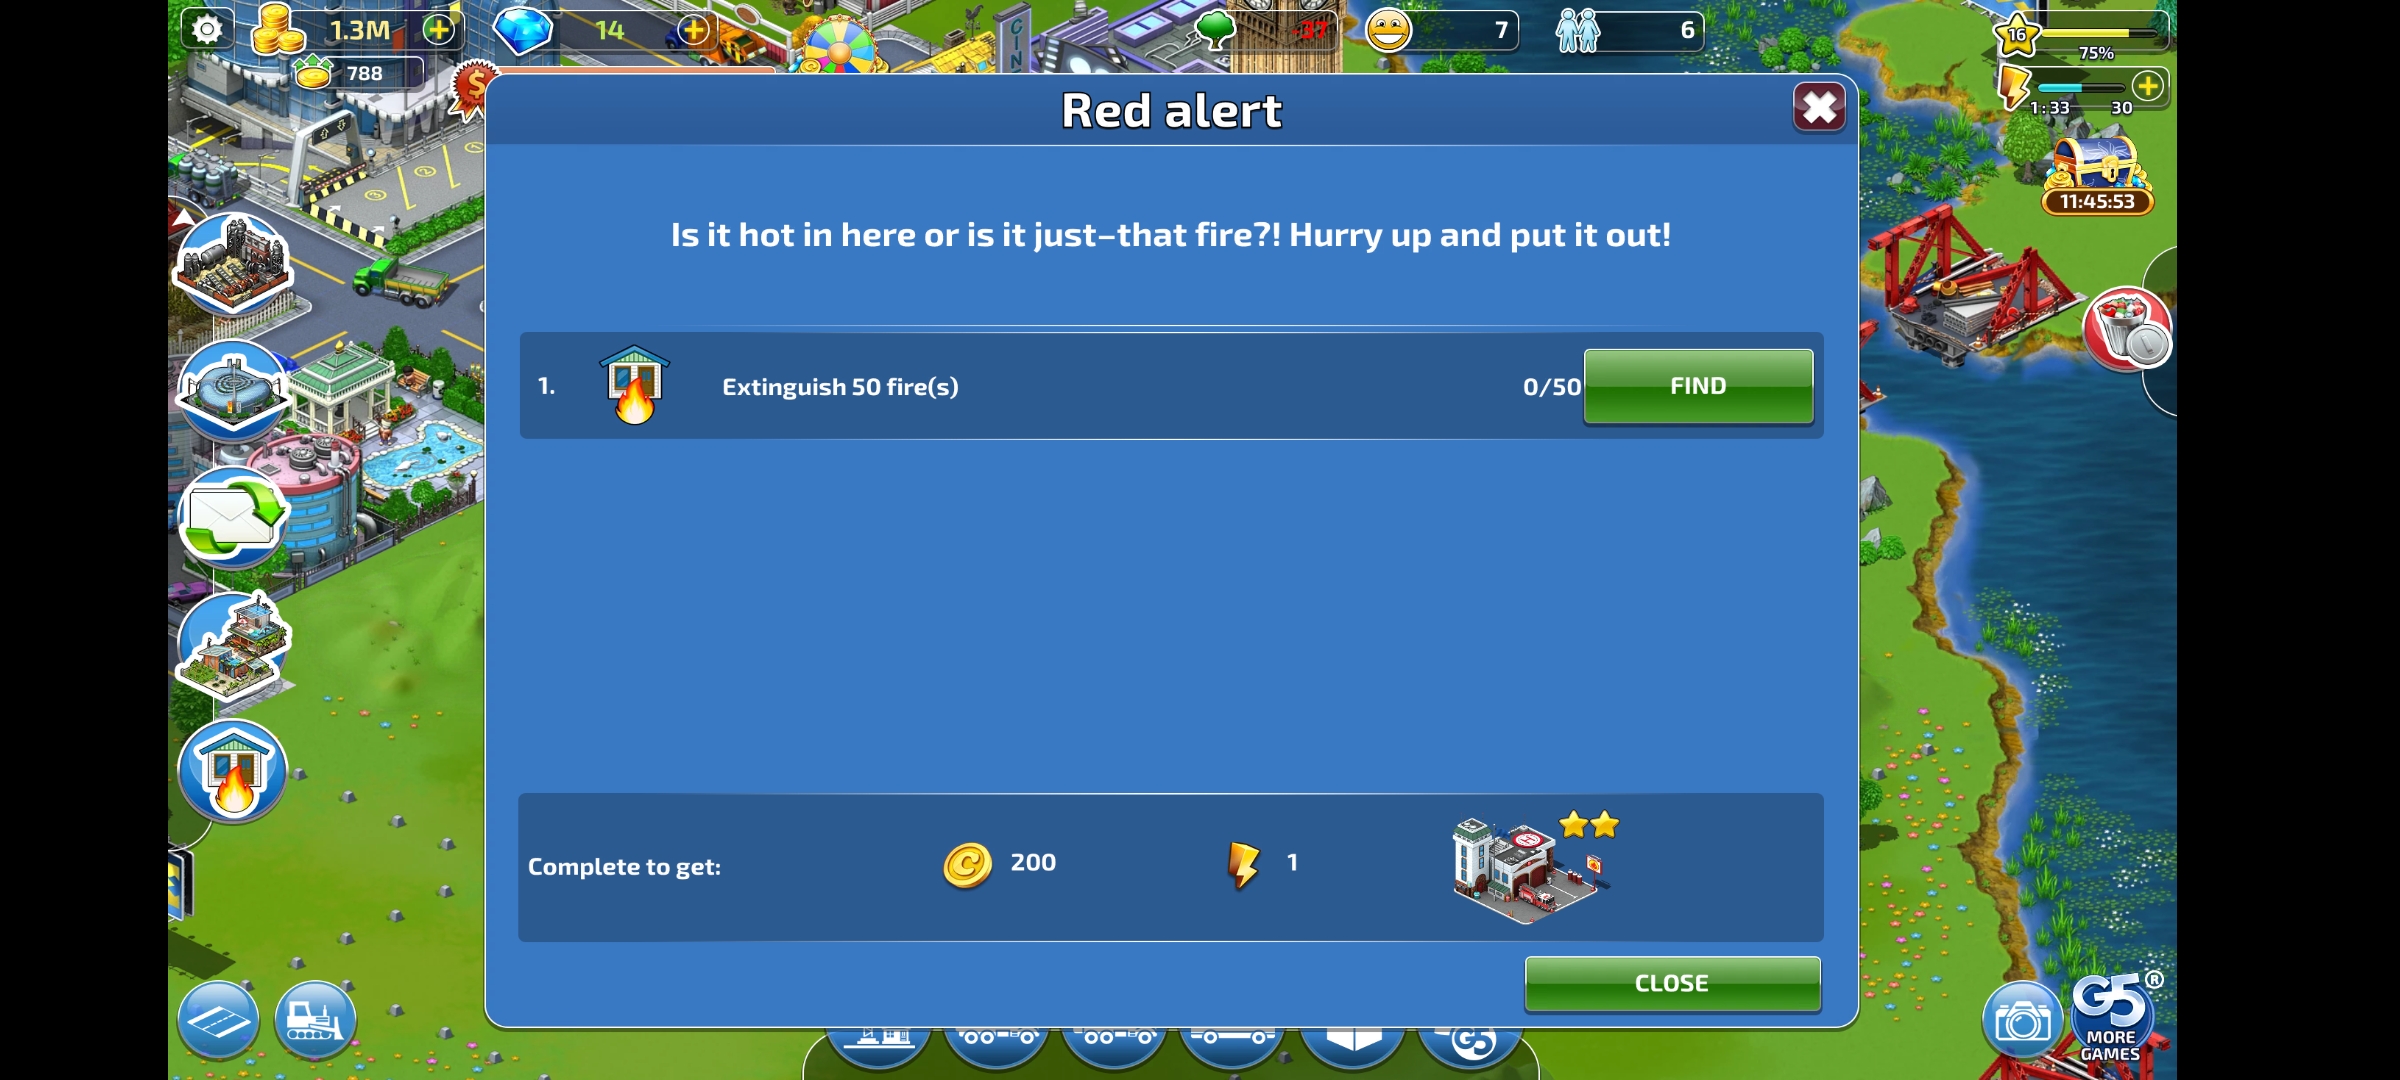 1.3M
14
-37
7
6
16
75%
788
1:33
30
11:45:53
Red alert
Is it hot in here or is it just–that fire?! Hurry up and put it out!
1.
Extinguish 50 fire(s)
0/50
FIND
Complete to get:
200
1
CLOSE
G5
G5®
MORE
GAMES